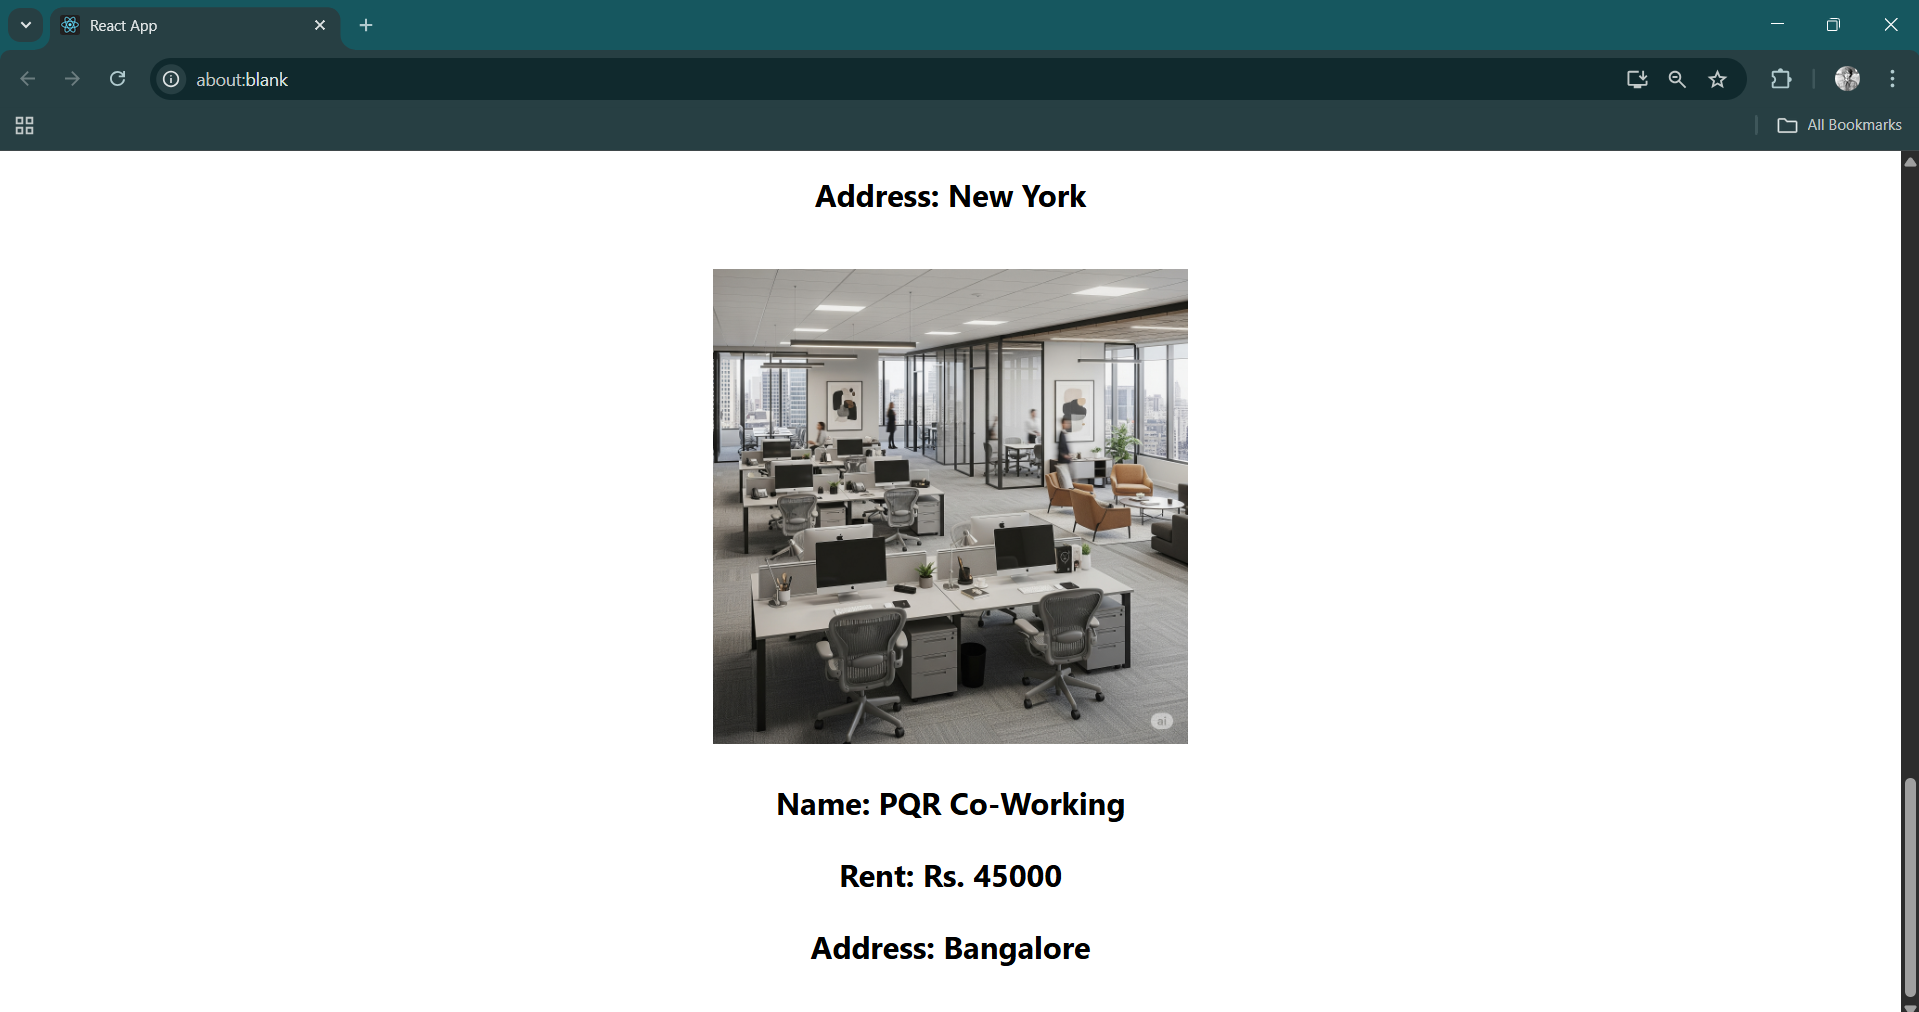 React App
about:blank
All Bookmarks
Address: New York
ai
Name: PQR Co-Working
Rent: Rs. 45000
Address: Bangalore